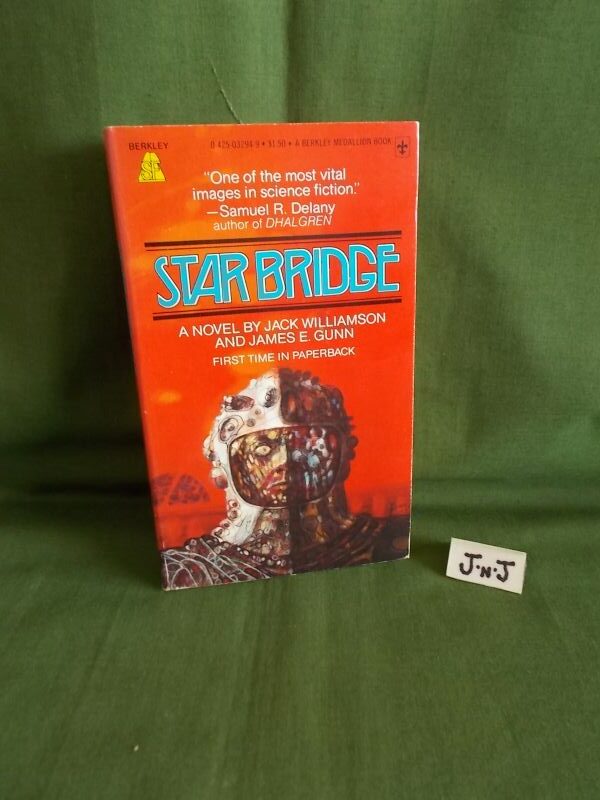 BERKLEY
SF
0 425-03294-9 • $1.50 • A BERKLEY MEDALLION BOOK
"One of the most vital
images in science fiction."
—Samuel R. Delany
author of DHALGREN
STAR BRIDGE
A NOVEL BY JACK WILLIAMSON
AND JAMES E. GUNN
FIRST TIME IN PAPERBACK
J·N·J